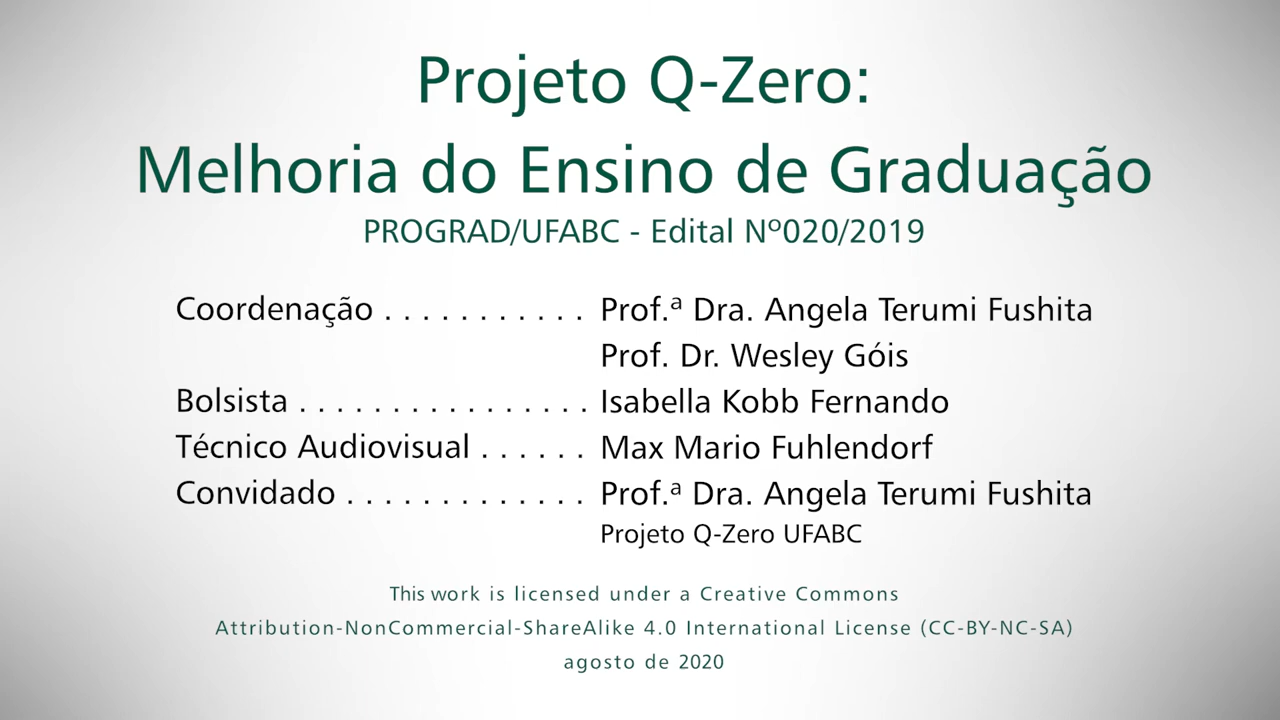 Projeto Q-Zero:
Melhoria do Ensino de Graduação
PROGRAD/UFABC - Edital Nº020/2019
Coordenação . . . . . . . . . . . Prof.ª Dra. Angela Terumi Fushita
Prof. Dr. Wesley Góis
Bolsista . . . . . . . . . . . . . . . . Isabella Kobb Fernando
Técnico Audiovisual . . . . . . Max Mario Fuhlendorf
Convidado . . . . . . . . . . . . . Prof.ª Dra. Angela Terumi Fushita
Projeto Q-Zero UFABC
This work is licensed under a Creative Commons
Attribution-NonCommercial-ShareAlike 4.0 International License (CC-BY-NC-SA)
agosto de 2020